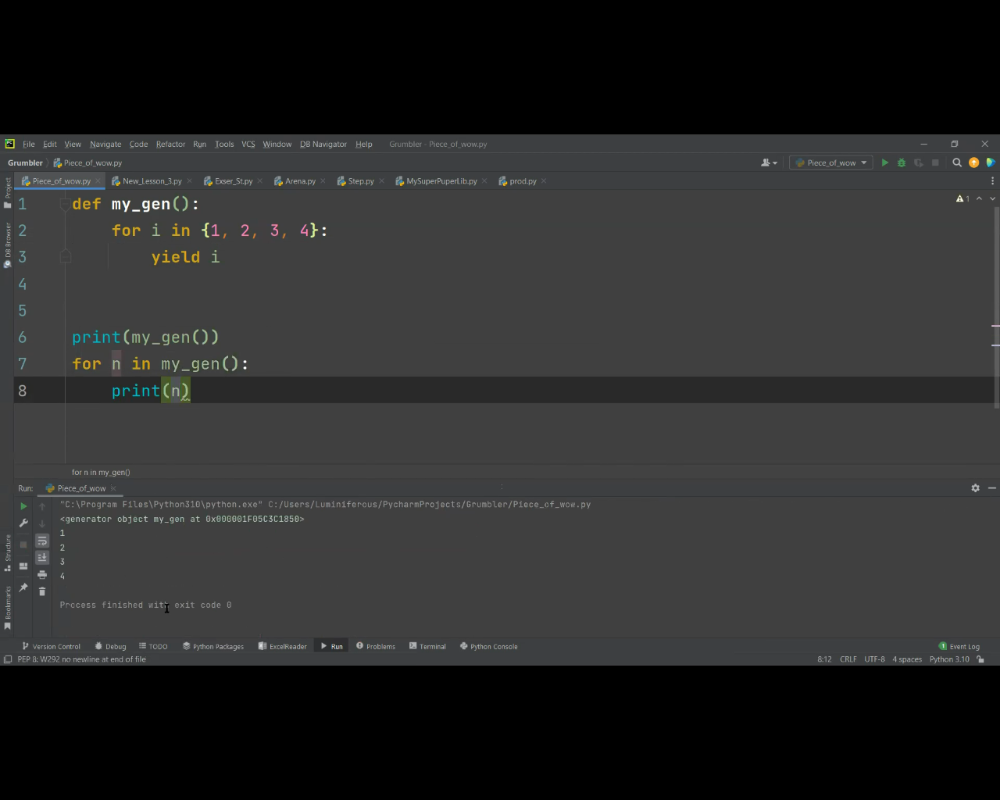 File Edit View Navigate Code Refactor Run Tools VCS Window DB Navigator Help Grumbler - Piece_of_wow.py
Grumbler Piece_of_wow.py Piece_of_wow
Piece_of_wow.py New_Lesson_3.py Exser_St.py Arena.py Step.py MySuperPuperLib.py prod.py
Project
DB Browser
1 def my_gen():
1
2 for i in {1, 2, 3, 4}:
3 yield i
4
5
6 print(my_gen())
7 for n in my_gen():
8 print(n)
for n in my_gen()
Run: Piece_of_wow
"C:\Program Files\Python310\python.exe" C:/Users/Luminiferous/PycharmProjects/Grumbler/Piece_of_wow.py
<generator object my_gen at 0x000001F05C3C1850>
1
2
3
4
Process finished with exit code 0
Structure
Bookmarks
Version Control Debug TODO Python Packages ExcelReader Run Problems Terminal Python Console 1 Event Log
PEP 8: W292 no newline at end of file 8:12 CRLF UTF-8 4 spaces Python 3.10